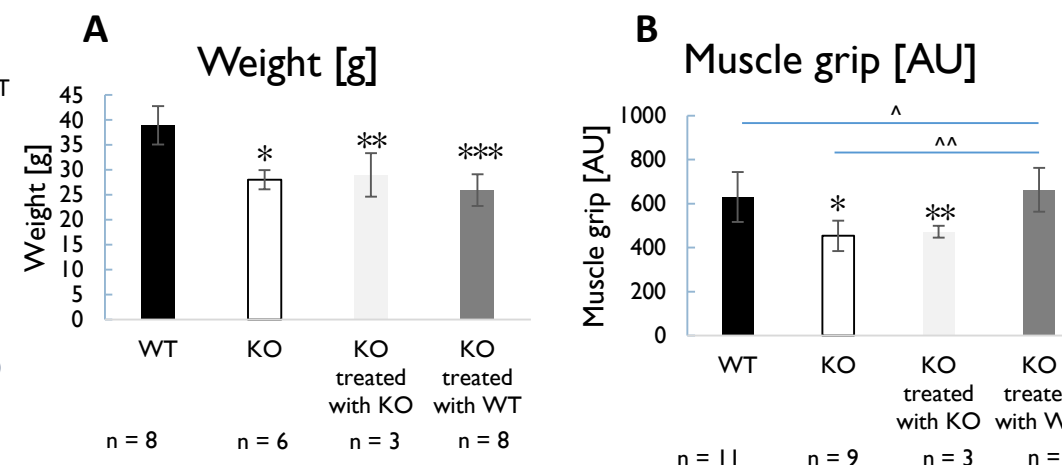 A
Weight [g]
T
Weight [g]
45
40
35
30
25
20
15
10
5
0
*
**
***
WT
KO
KO
treated
with KO
KO
treated
with WT
n = 8
n = 6
n = 3
n = 8
B
Muscle grip [AU]
Muscle grip [AU]
1000
800
600
400
200
0
^
^^
*
**
WT
KO
KO
treated
with KO
KO
treate
with W
n = 11
n = 9
n = 3
n =